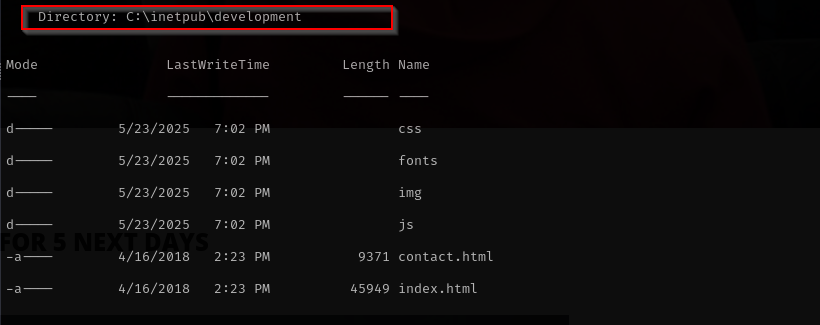 Directory: C:\inetpub\development
Mode LastWriteTime Length Name
---- ------------- ------ ----
d----- 5/23/2025 7:02 PM css
d----- 5/23/2025 7:02 PM fonts
d----- 5/23/2025 7:02 PM img
d----- 5/23/2025 7:02 PM js
FOR 5 NEXT DAYS
-a---- 4/16/2018 2:23 PM 9371 contact.html
-a---- 4/16/2018 2:23 PM 45949 index.html